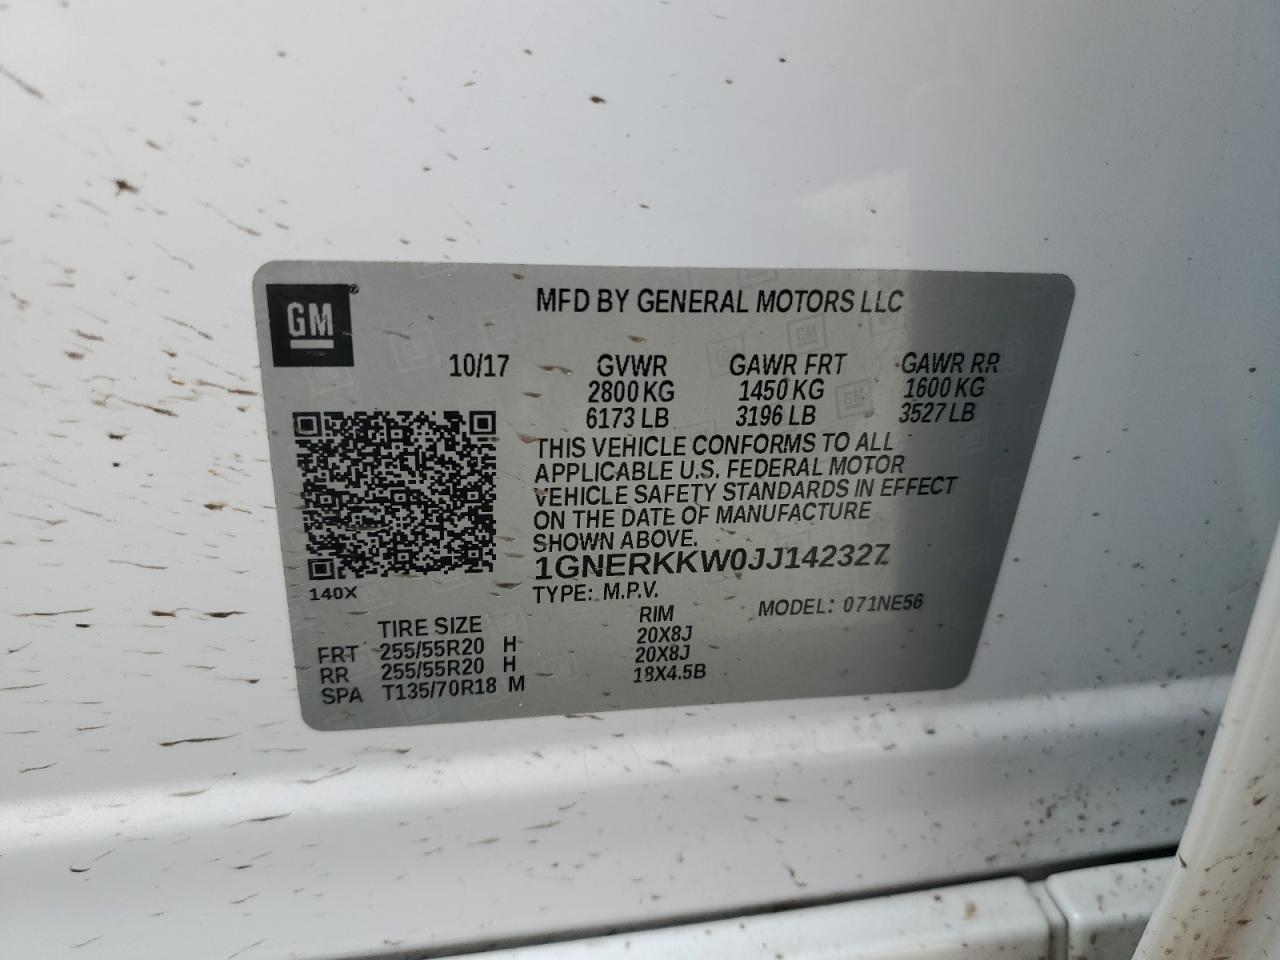 GM®
MFD BY GENERAL MOTORS LLC
10/17 GVWR GAWR FRT GAWR RR
2800 KG 1450 KG 1600 KG
6173 LB 3196 LB 3527 LB
THIS VEHICLE CONFORMS TO ALL
APPLICABLE U.S. FEDERAL MOTOR
VEHICLE SAFETY STANDARDS IN EFFECT
ON THE DATE OF MANUFACTURE
SHOWN ABOVE.
1GNERKKW0JJ142327
140X
TYPE: M.P.V. MODEL: 071NE56
TIRE SIZE RIM
FRT 255/55R20 H 20X8J
RR 255/55R20 H 20X8J
SPA T135/70R18 M 18X4.5B